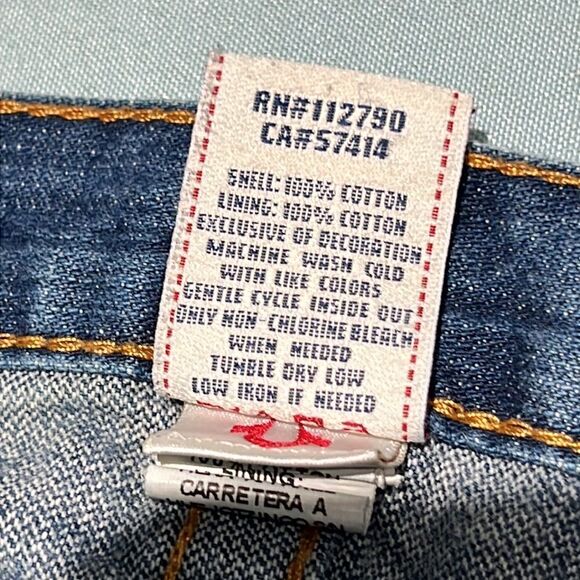 RN#112790
CA#57414
SHELL: 100% COTTON
LINING: 100% COTTON
EXCLUSIVE OF DECORATION
MACHINE WASH COLD
WITH LIKE COLORS
GENTLE CYCLE INSIDE OUT
ONLY NON-CHLORINE BLEACH
WHEN NEEDED
TUMBLE DRY LOW
LOW IRON IF NEEDED
CARRETERA A